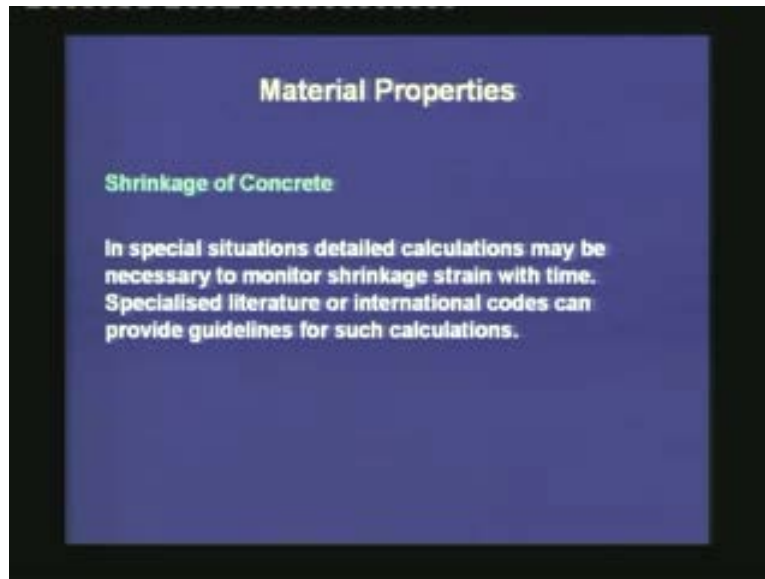 Material Properties
Shrinkage of Concrete
In special situations detailed calculations may be
necessary to monitor shrinkage strain with time.
Specialised literature or international codes can
provide guidelines for such calculations.